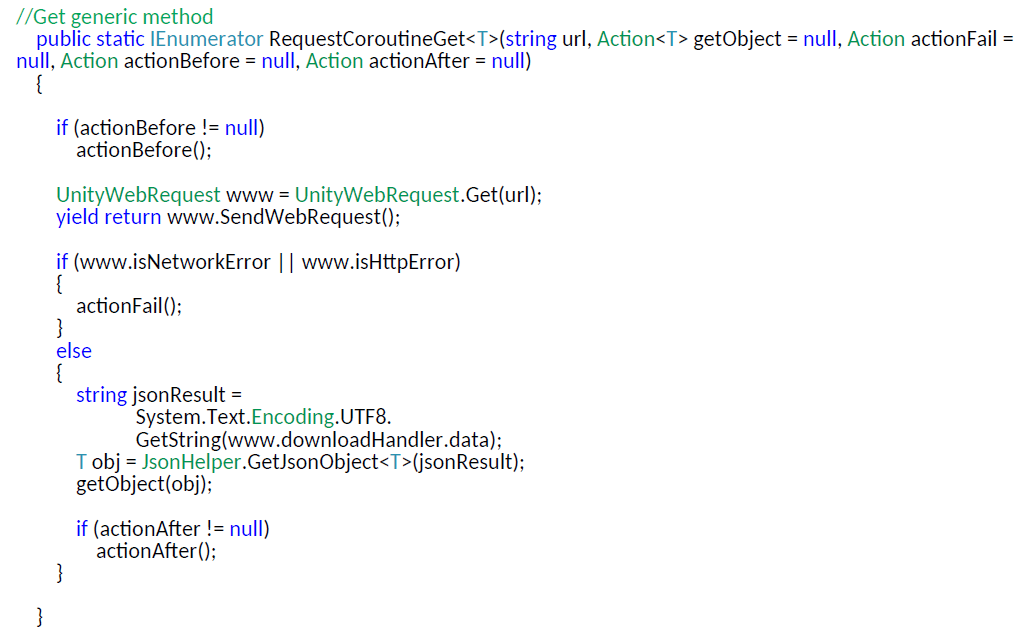 //Get generic method
public static IEnumerator RequestCoroutineGet<T>(string url, Action<T> getObject = null, Action actionFail =
null, Action actionBefore = null, Action actionAfter = null)
{
if (actionBefore != null)
actionBefore();
UnityWebRequest www = UnityWebRequest.Get(url);
yield return www.SendWebRequest();
if (www.isNetworkError || www.isHttpError)
{
actionFail();
}
else
{
string jsonResult =
System.Text.Encoding.UTF8.
GetString(www.downloadHandler.data);
T obj = JsonHelper.GetJsonObject<T>(jsonResult);
getObject(obj);
if (actionAfter != null)
actionAfter();
}
}